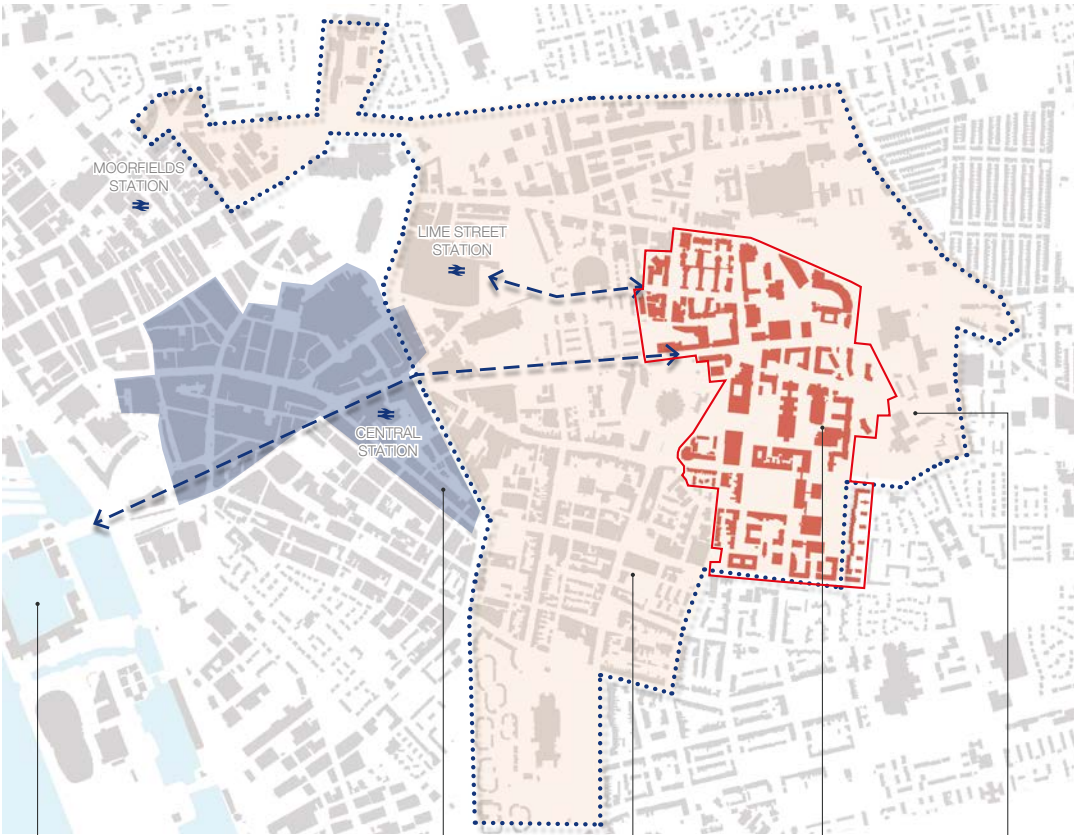 MOORFIELDS
STATION
LIME STREET
STATION
CENTRAL
STATION